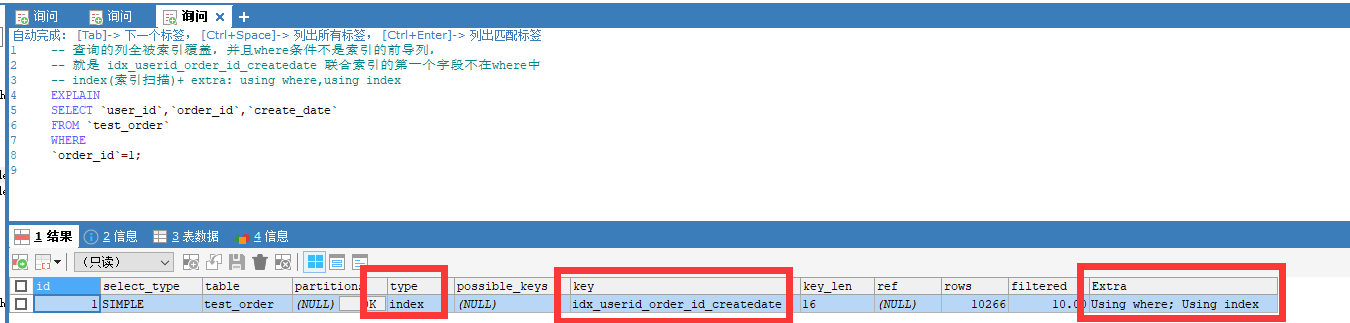 询问 询问 询问
自动完成: [Tab]-> 下一个标签, [Ctrl+Space]-> 列出所有标签, [Ctrl+Enter]-> 列出匹配标签
1 -- 查询的列全被索引覆盖,并且where条件不是索引的前导列,
2 -- 就是 idx_userid_order_id_createdate 联合索引的第一个字段不在where中
3 -- index(索引扫描)+ extra: using where,using index
4 EXPLAIN
5 SELECT `user_id`,`order_id`,`create_date`
6 FROM `test_order`
7 WHERE
8 `order_id`=1;
9
1 结果 2 信息 3 表数据 4 信息
(只读)
id select_type table partitions type possible_keys key key_len ref rows filtered Extra
1 SIMPLE test_order (NULL) 0K index (NULL) idx_userid_order_id_createdate 16 (NULL) 10266 10.00 Using where; Using index